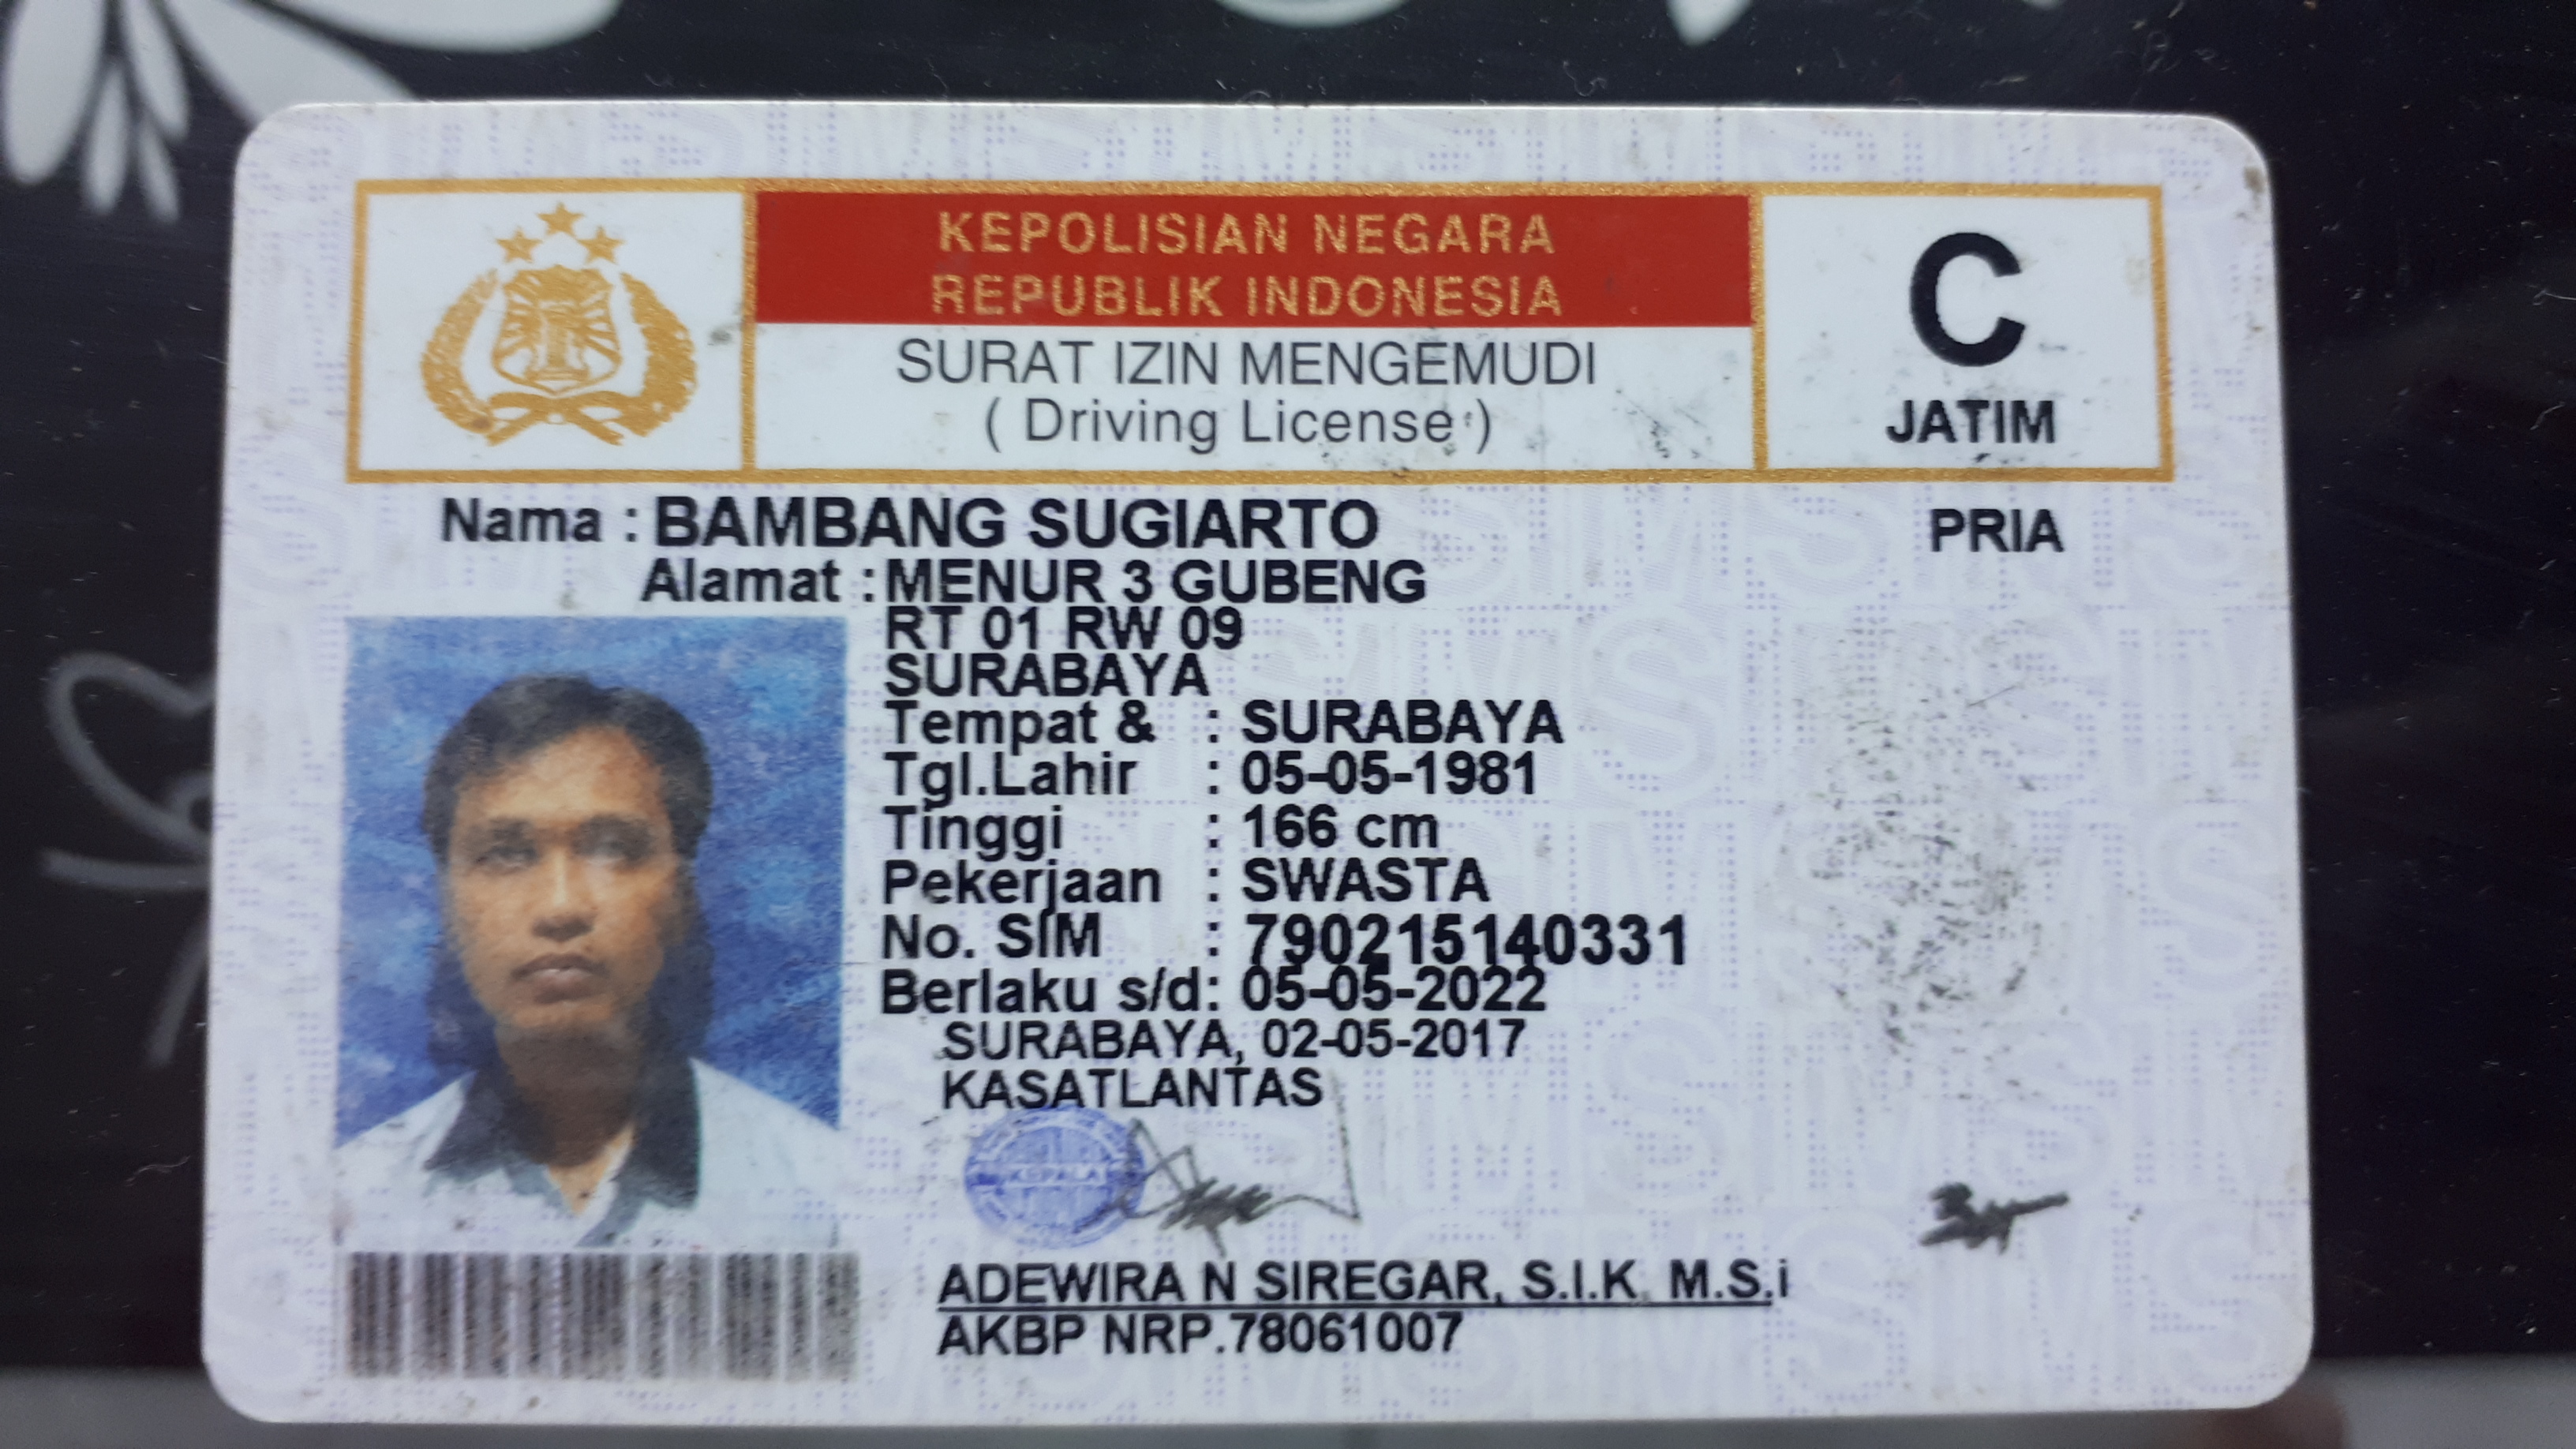 KEPOLISIAN NEGARA
REPUBLIK INDONESIA
SURAT IZIN MENGEMUDI
( Driving License )
C
JATIM
Nama : BAMBANG SUGIARTO
PRIA
Alamat : MENUR 3 GUBENG
RT 01 RW 09
SURABAYA
Tempat & : SURABAYA
Tgl.Lahir : 05-05-1981
Tinggi : 166 cm
Pekerjaan : SWASTA
No. SIM : 790215140331
Berlaku s/d : 05-05-2022
SURABAYA, 02-05-2017
KASATLANTAS
KEPALA
ADEWIRA N SIREGAR, S.I.K, M.S.i
AKBP NRP.78061007